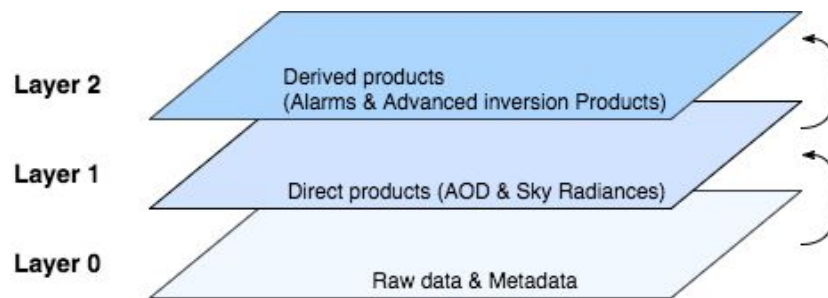 Layer 2
Derived products
(Alarms & Advanced inversion Products)
Layer 1
Direct products (AOD & Sky Radiances)
Layer 0
Raw data & Metadata